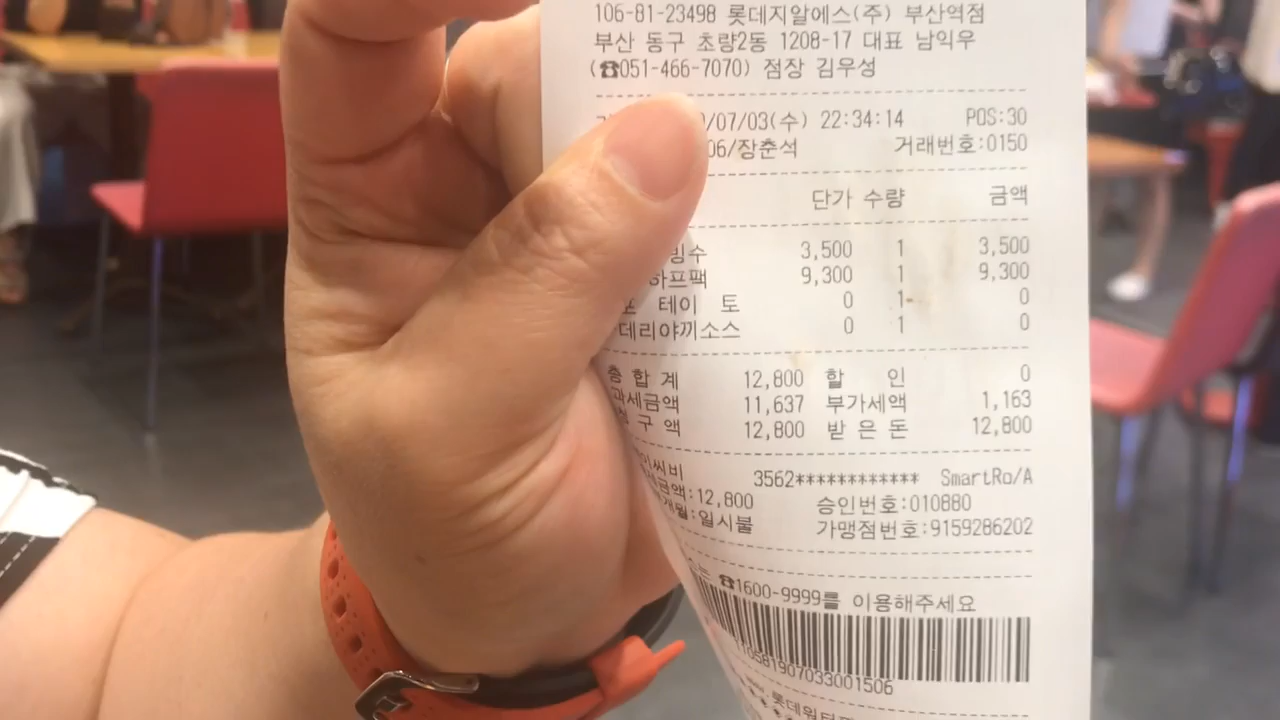 106-81-23498 롯데지알에스(주) 부산역점
부산 동구 초량2동 1208-17 대표 남익우
(☎051-466-7070) 점장 김우성
/07/03(수) 22:34:14 POS:30
06/장춘석 거래번호:0150
단가 수량 금액
빙수 3,500 1 3,500
하프팩 9,300 1 9,300
포 테이 토 0 1 0
데리야끼소스 0 1 0
총 합 계 12,800 할 인 0
과세금액 11,637 부가세액 1,163
구 액 12,800 받 은 돈 12,800
이씨비 3562************ SmartRo/A
금액:12,800 승인번호:010880
개월:일시불 가맹점번호:9159286202
또는 ☎1600-9999를 이용해주세요
10581907033001506